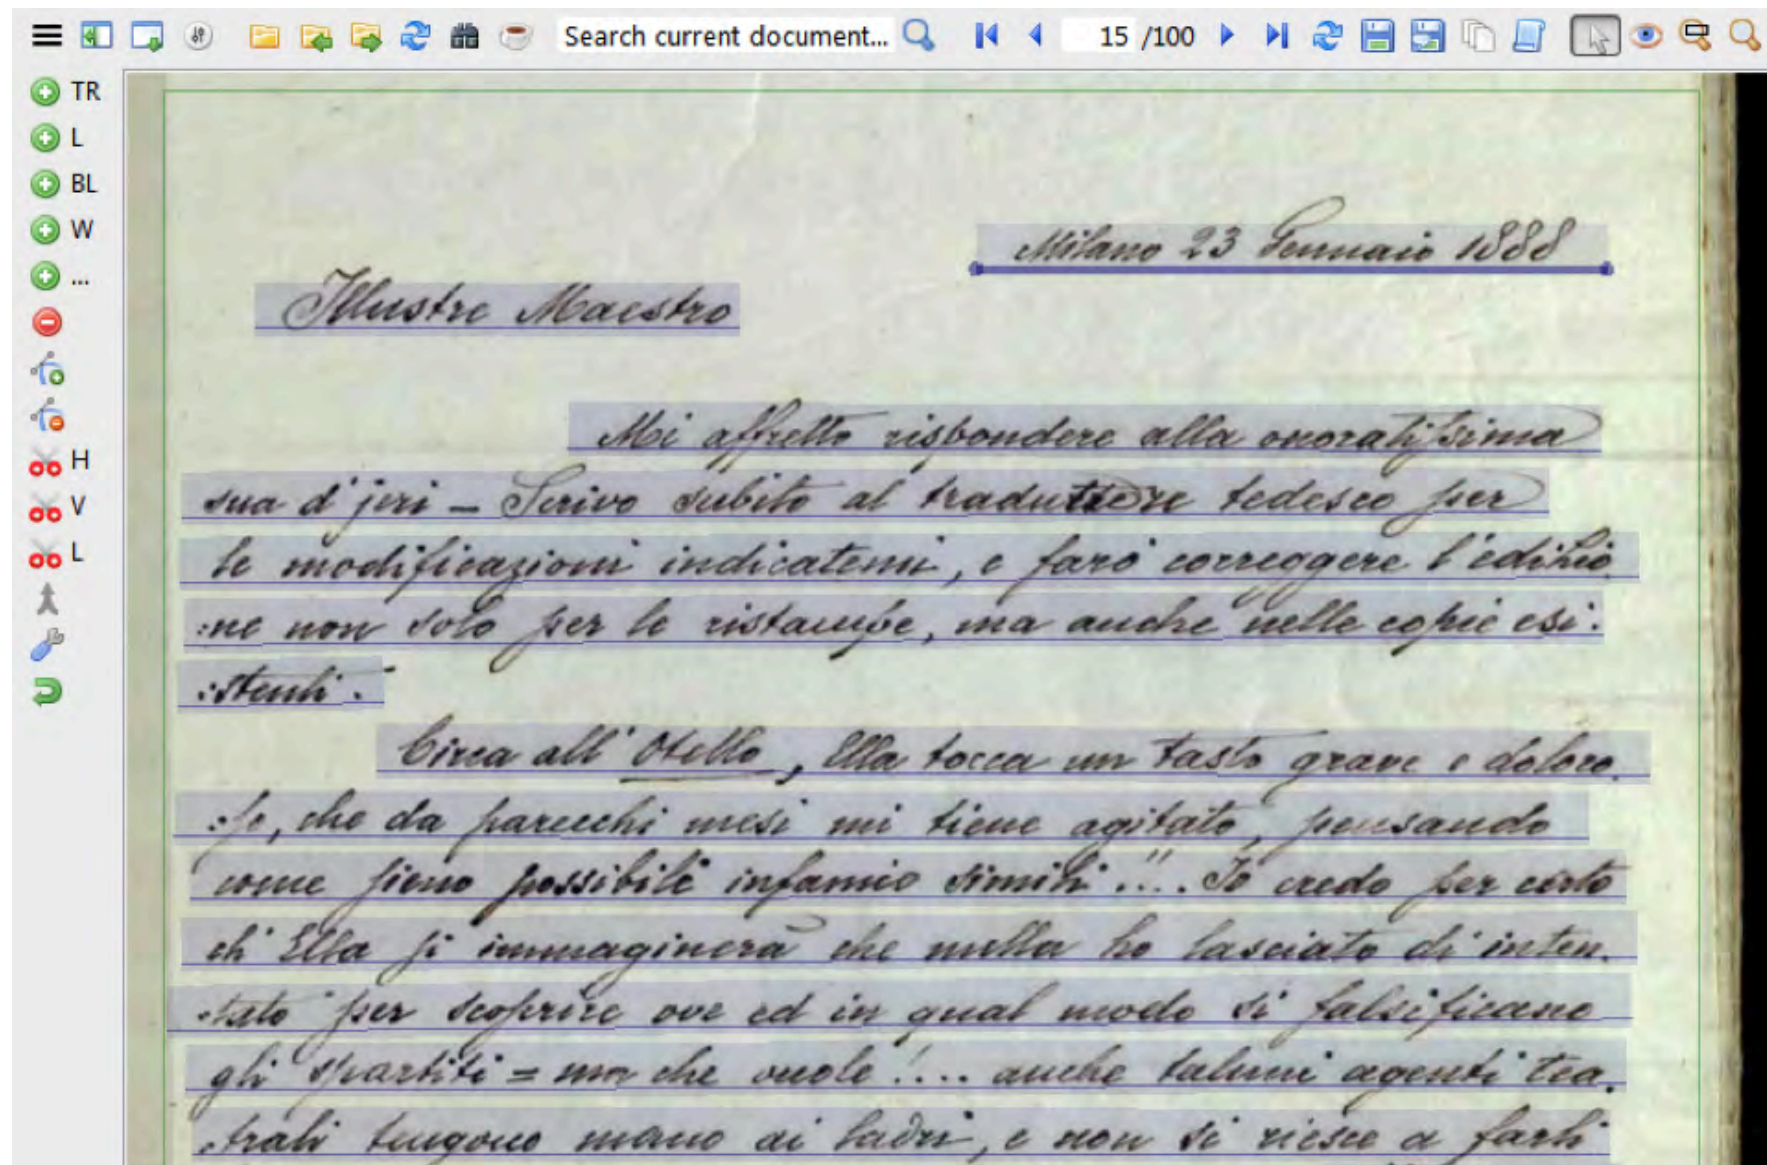 Search current document...
15 /100
TR
L
BL
W
...
H
V
L
Milano 23 Gennaio 1888
Illustre Maestro
Mi affretto rispondere alla onoratissima
sua d'jeri – Scrivo subito al traduttore tedesco per
le modificazioni indicatemi, e farò correggere l'edizio
:ne non solo per le ristampe, ma anche nelle copie esi:
:stenti.
Circa all'Otello, Ella tocca un tasto grave e doloro
:so, che da parecchi mesi mi tiene agitato, pensando
come sieno possibile infamie simili!!... Io credo per certo
ch'Ella si immaginerà che nulla ho lasciato di inten.
.tato per scoprire ove ed in qual modo si falsificano
gli spartiti = ma che vuole!.... anche taluni agenti tea.
.trali tengono mano ai ladri, e non si riesce a farli